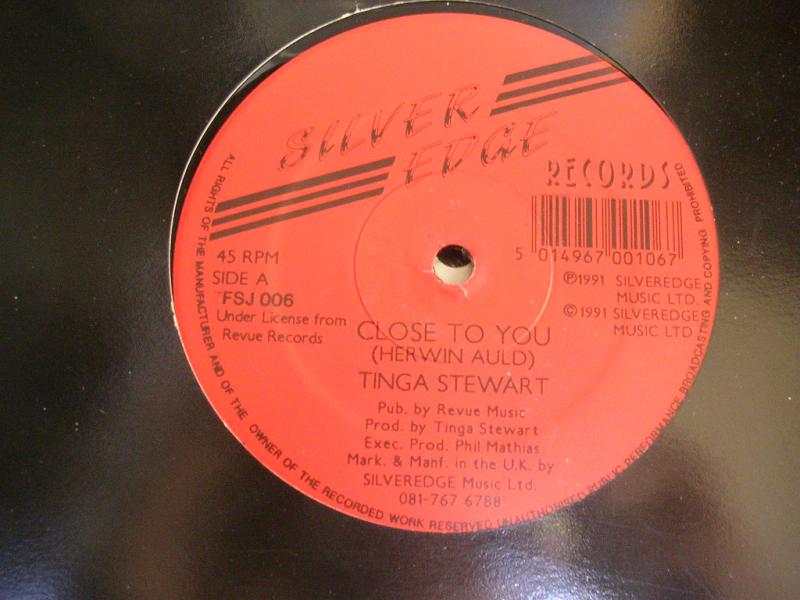 SILVER
EDGE
RECORDS
5 014967 001067
45 RPM
SIDE A
FSJ 006
Under License from
Revue Records
℗1991 SILVEREDGE
MUSIC LTD.
©1991 SILVEREDGE
MUSIC LTD
CLOSE TO YOU
(HERWIN AULD)
TINGA STEWART
Pub. by Revue Music
Prod. by Tinga Stewart
Exec. Prod. Phil Mathias
Mark. & Manf. in the U.K. by
SILVEREDGE Music Ltd.
081-767 6788
ALL RIGHTS OF THE MANUFACTURER AND OF THE OWNER OF THE RECORDED WORK RESERVED UNAUTHORISED PUBLIC PERFORMANCE BROADCASTING AND COPYING PROHIBITED